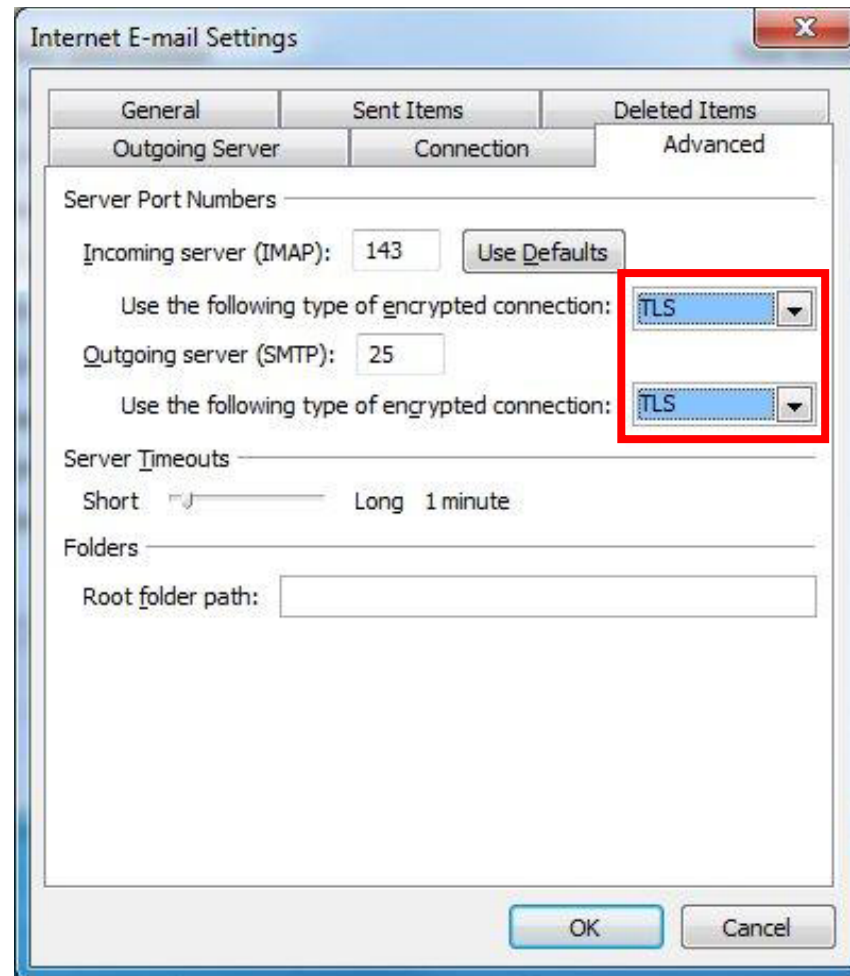 Internet E-mail Settings
General Sent Items Deleted Items
Outgoing Server Connection Advanced
Server Port Numbers
Incoming server (IMAP): 143 Use Defaults
Use the following type of encrypted connection: TLS
Outgoing server (SMTP): 25
Use the following type of encrypted connection: TLS
Server Timeouts
Short Long 1 minute
Folders
Root folder path:
OK Cancel